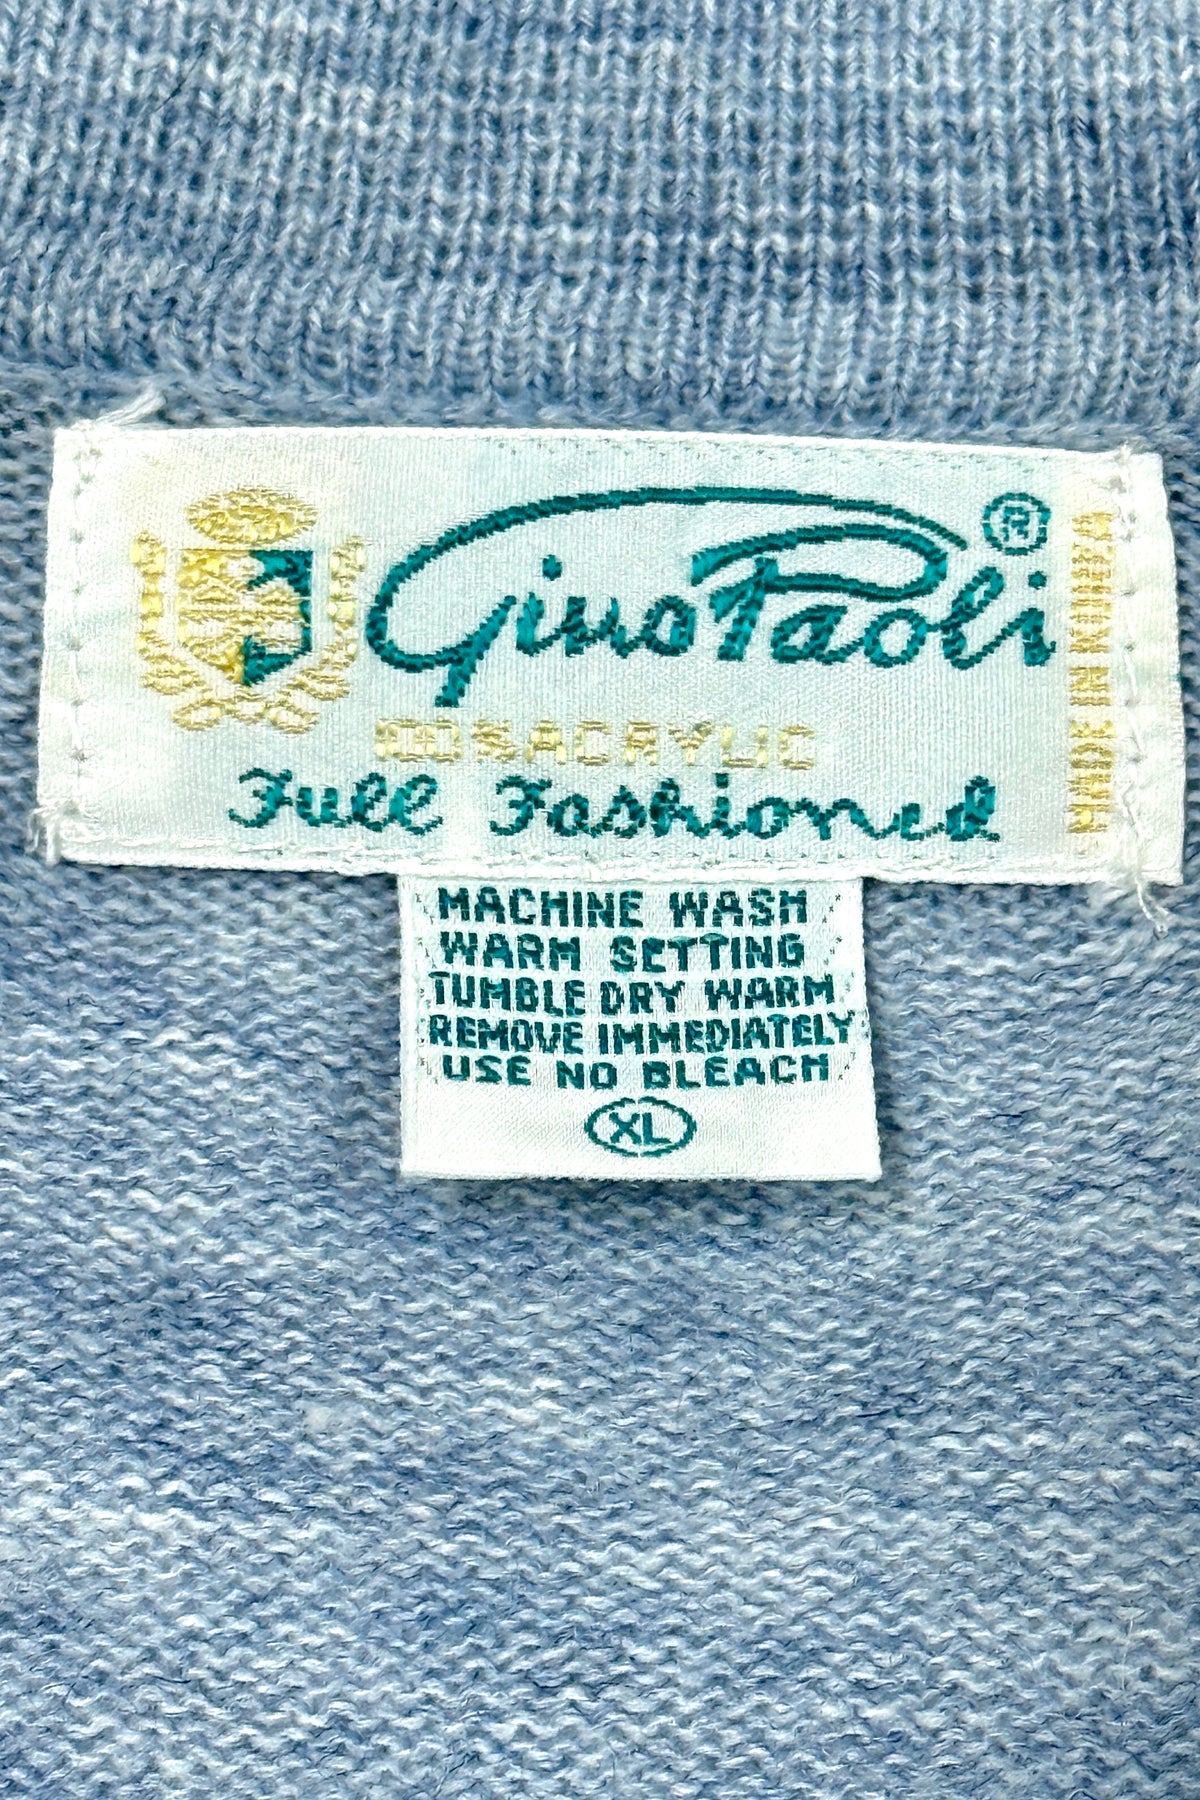 Gino Paoli ®
100% ACRYLIC
Full Fashioned
MADE IN KOREA
MACHINE WASH
WARM SETTING
TUMBLE DRY WARM
REMOVE IMMEDIATELY
USE NO BLEACH
XL